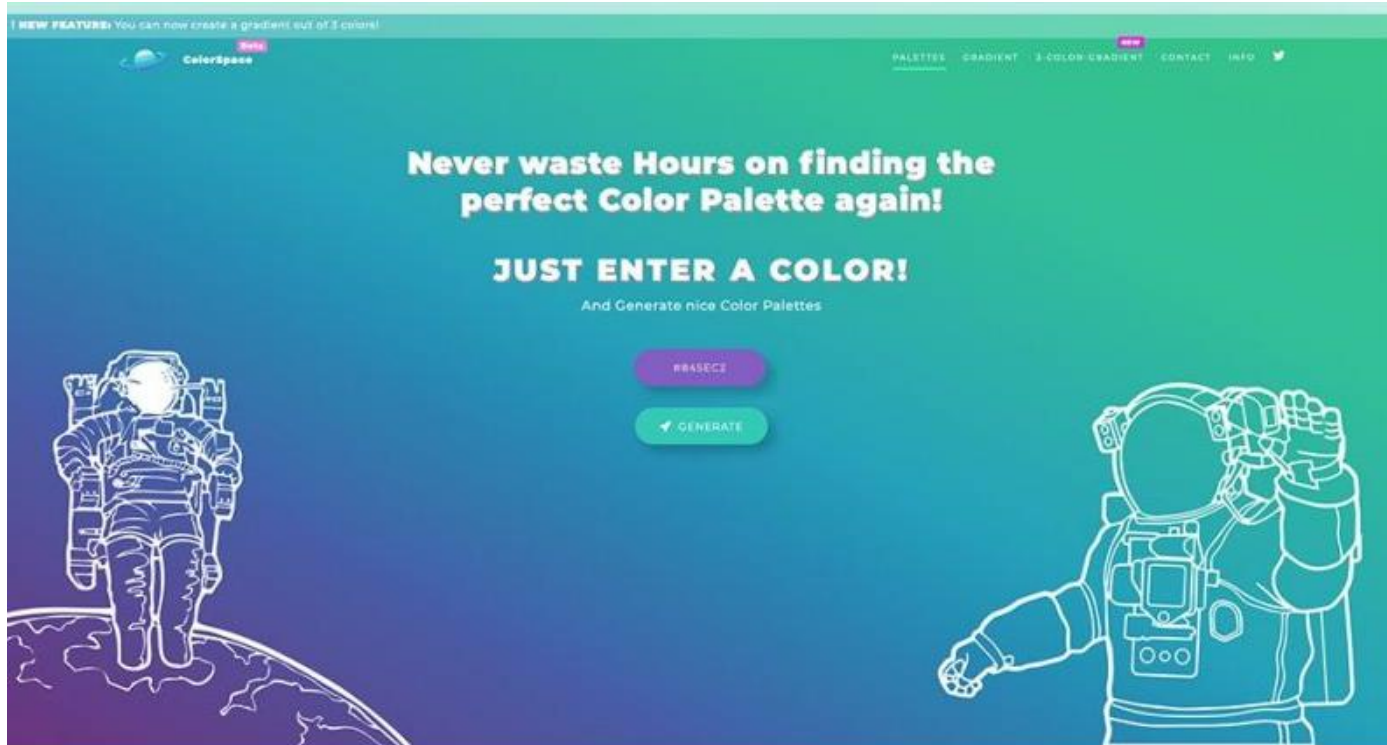 ! NEW FEATURE: You can now create a gradient out of 3 colors!
ColorSpace Beta
PALETTES GRADIENT 3-COLOR-GRADIENT NEW CONTACT INFO
Never waste Hours on finding the
perfect Color Palette again!
JUST ENTER A COLOR!
And Generate nice Color Palettes
#845EC2
GENERATE